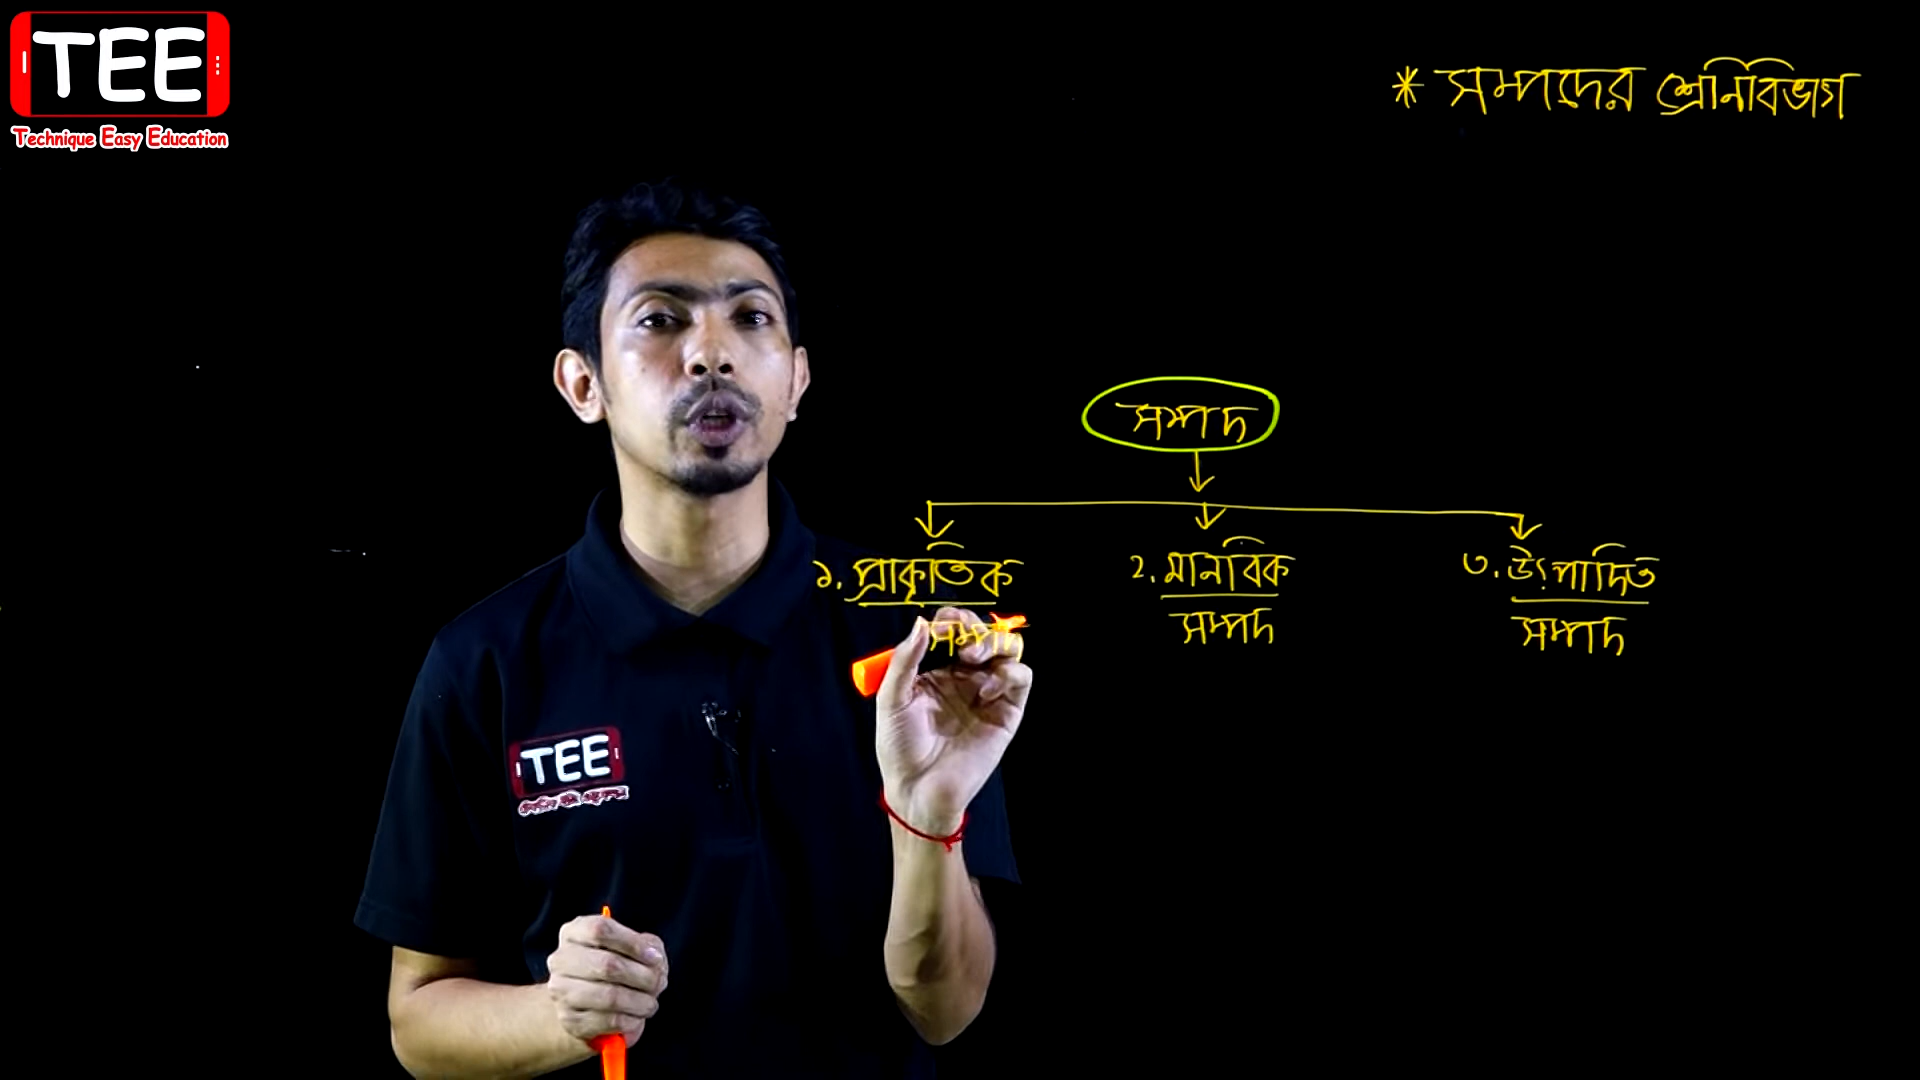 TEE
Technique Easy Education
* সম্পদের শ্রেনিবিভাগ
সম্পদ
১. প্রাকৃতিক সম্পদ
২. মানবিক সম্পদ
৩. উৎপাদিত সম্পদ
TEE